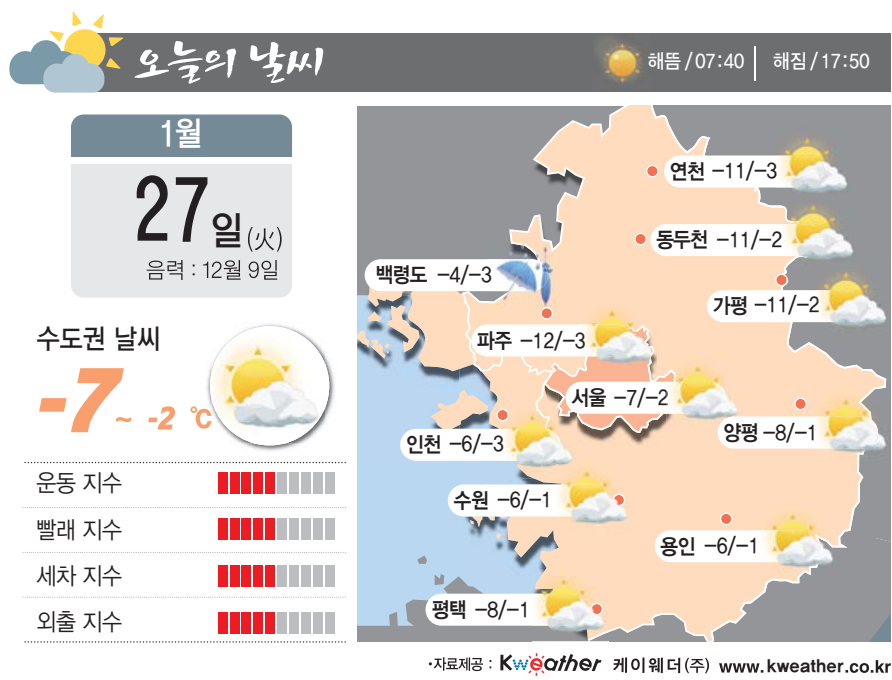 오늘의 날씨
해뜸/07:40 | 해짐/17:50
1월
27일(火)
음력 : 12월 9일
수도권 날씨
-7~ -2 ℃
운동 지수
빨래 지수
세차 지수
외출 지수
연천 -11/-3
동두천 -11/-2
백령도 -4/-3
가평 -11/-2
파주 -12/-3
서울 -7/-2
양평 -8/-1
인천 -6/-3
수원 -6/-1
용인 -6/-1
평택 -8/-1
·자료제공 : Kweather 케이웨더(주) www.kweather.co.kr